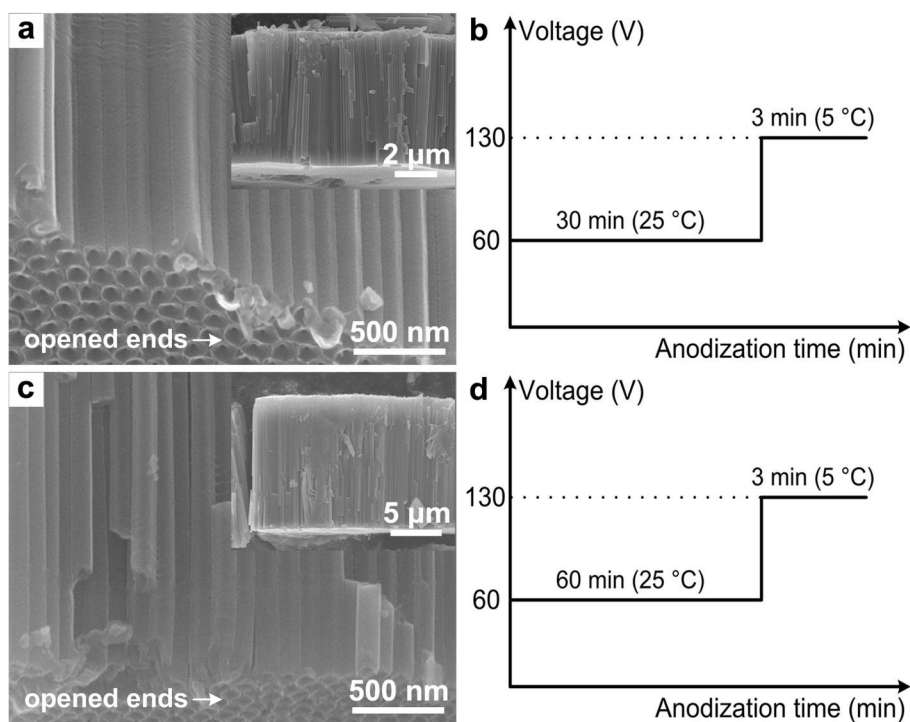 a
2 μm
opened ends
500 nm
b
Voltage (V)
3 min (5 °C)
130
30 min (25 °C)
60
Anodization time (min)
c
5 μm
opened ends
500 nm
d
Voltage (V)
3 min (5 °C)
130
60 min (25 °C)
60
Anodization time (min)